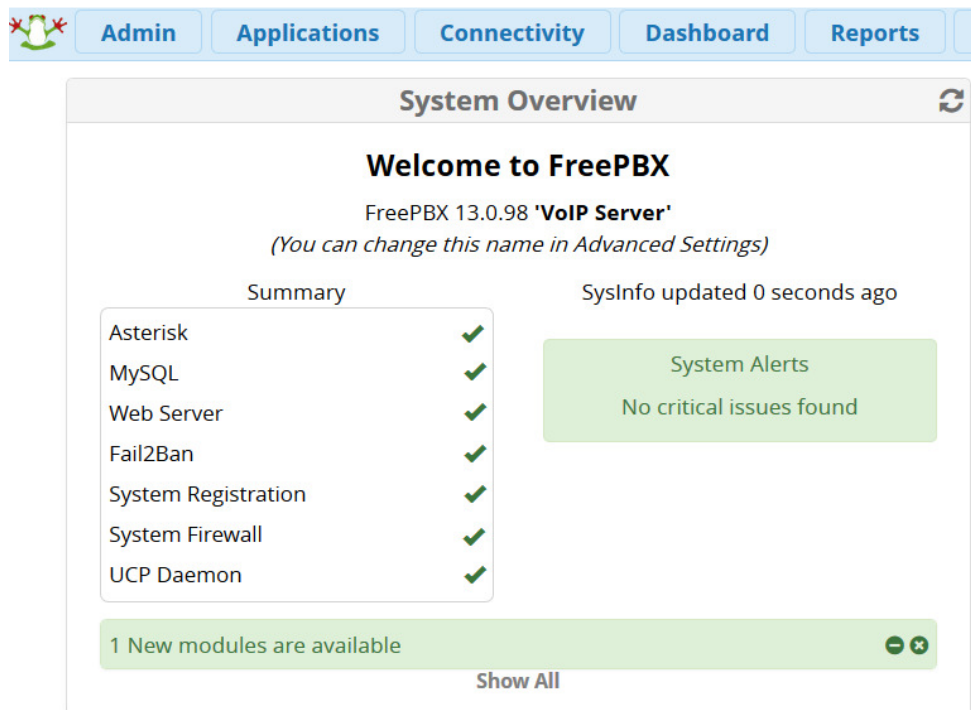 Admin Applications Connectivity Dashboard Reports
System Overview
Welcome to FreePBX
FreePBX 13.0.98 'VoIP Server'
(You can change this name in Advanced Settings)
Summary
Asterisk
MySQL
Web Server
Fail2Ban
System Registration
System Firewall
UCP Daemon
SysInfo updated 0 seconds ago
System Alerts
No critical issues found
1 New modules are available
Show All